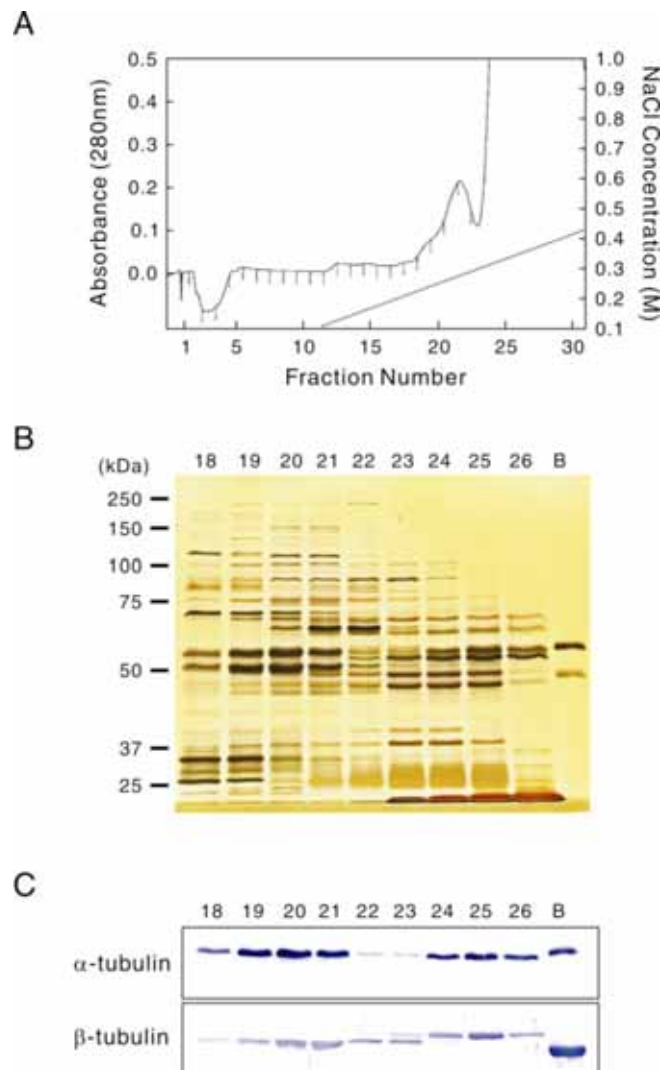 A
Absorbance (280nm)
0.5
0.4
0.3
0.2
0.1
0.0
1.0
0.9
0.8
0.7
0.6
0.5
0.4
0.3
0.2
0.1
NaCl Concentration (M)
1 5 10 15 20 25 30
Fraction Number
B
(kDa) 18 19 20 21 22 23 24 25 26 B
250
150
100
75
50
37
25
C
18 19 20 21 22 23 24 25 26 B
α-tubulin
β-tubulin